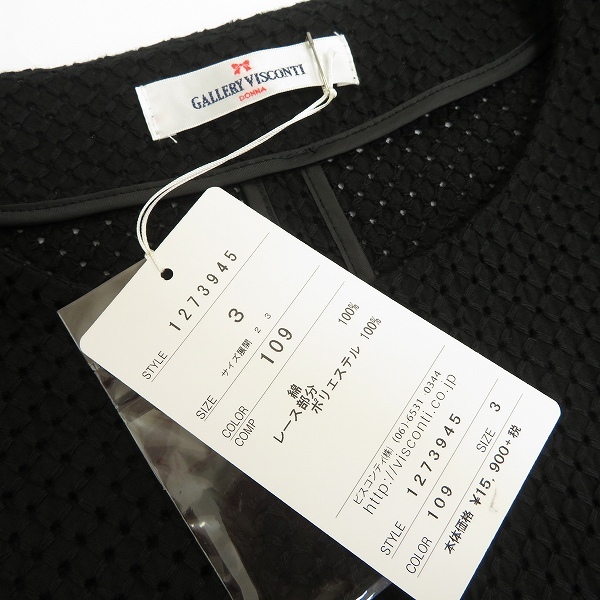 GALLERY VISCONTI
DONNA
STYLE 1273945
SIZE 3
サイズ展開 2 3
COLOR 109
COMP
綿 100%
レース部分
ポリエステル 100%
ビスコンティ(株) (06)6531-0344
http://visconti.co.jp
STYLE 1273945
COLOR 109 SIZE 3
本体価格 ¥15,900+税